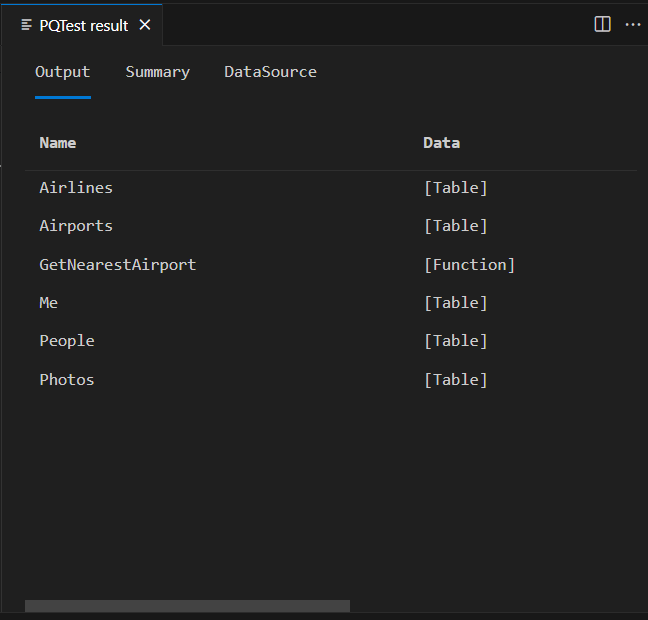 PQTest result
Output Summary DataSource
Name Data
Airlines [Table]
Airports [Table]
GetNearestAirport [Function]
Me [Table]
People [Table]
Photos [Table]